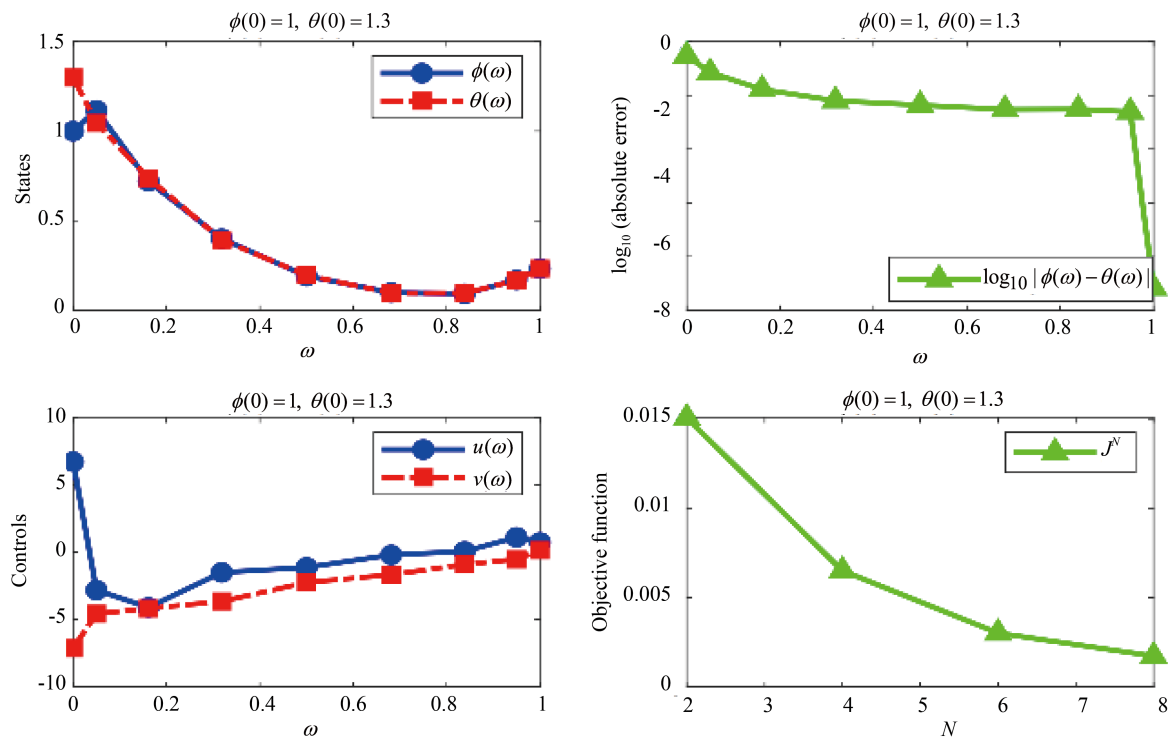 ϕ(0)=1, θ(0)=1.3
1.5
1
0.5
0
States
ϕ(ω)
θ(ω)
0 0.2 0.4 0.6 0.8 1
ω
ϕ(0)=1, θ(0)=1.3
0
-2
-4
-6
-8
log₁₀ (absolute error)
log₁₀ |ϕ(ω)−θ(ω)|
0 0.2 0.4 0.6 0.8 1
ω
ϕ(0)=1, θ(0)=1.3
10
5
0
-5
-10
Controls
u(ω)
v(ω)
0 0.2 0.4 0.6 0.8 1
ω
ϕ(0)=1, θ(0)=1.3
0.015
0.01
0.005
0
Objective function
Jᴺ
2 3 4 5 6 7 8
N